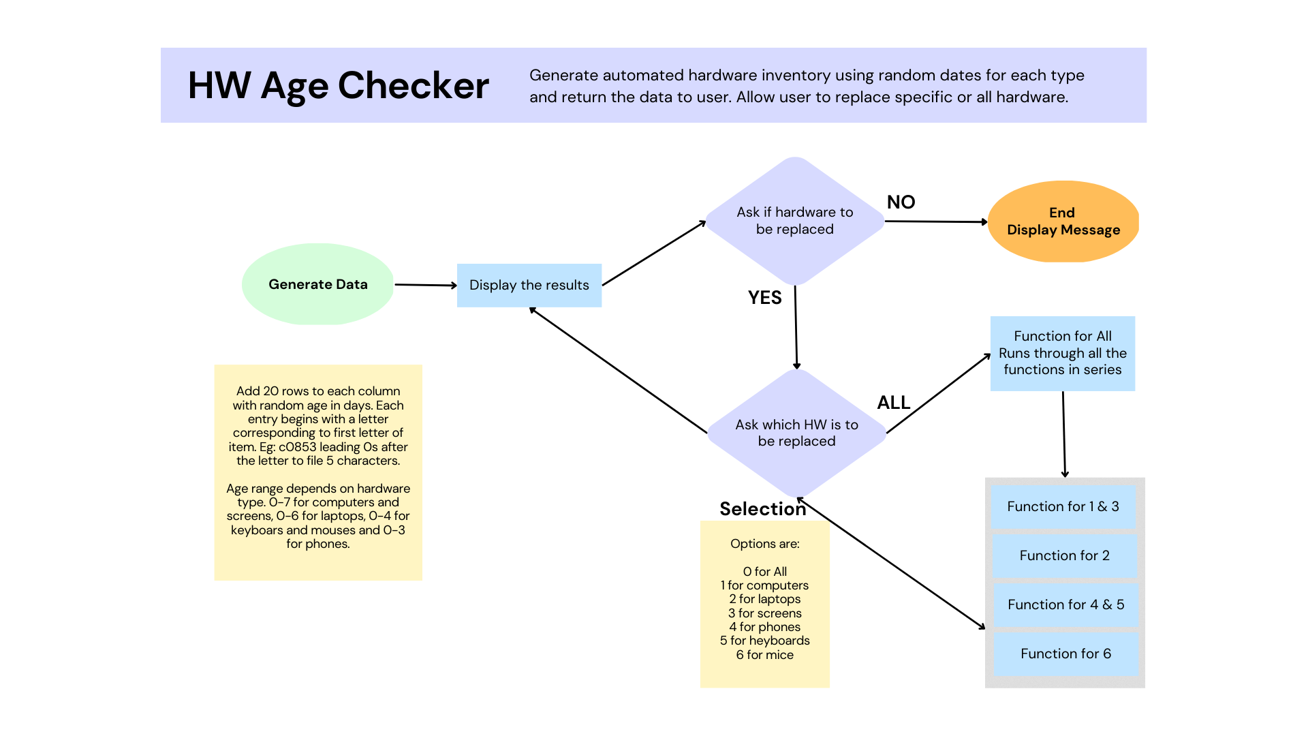 HW Age Checker
Generate automated hardware inventory using random dates for each type
and return the data to user. Allow user to replace specific or all hardware.
Ask if hardware to
be replaced
NO
End
Display Message
Generate Data
Display the results
YES
Function for All
Runs through all the
functions in series
Add 20 rows to each column
with random age in days. Each
entry begins with a letter
corresponding to first letter of
item. Eg: c0853 leading 0s after
the letter to file 5 characters.
Age range depends on hardware
type. 0-7 for computers and
screens, 0-6 for laptops, 0-4 for
keyboars and mouses and 0-3
for phones.
ALL
Ask which HW is to
be replaced
Selection
Options are:
0 for All
1 for computers
2 for laptops
3 for screens
4 for phones
5 for heyboards
6 for mice
Function for 1 & 3
Function for 2
Function for 4 & 5
Function for 6